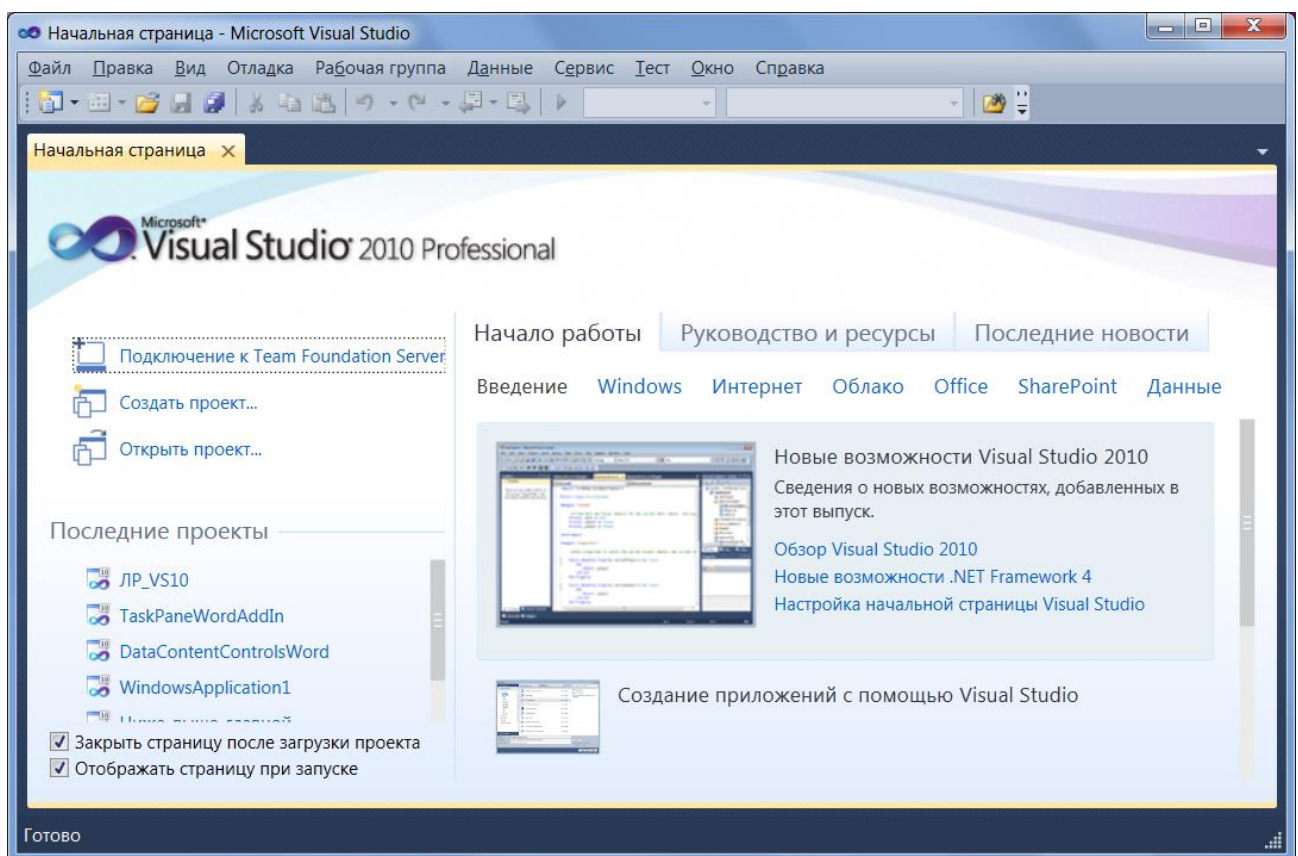 Начальная страница - Microsoft Visual Studio
Файл Правка Вид Отладка Рабочая группа Данные Сервис Тест Окно Справка
Начальная страница
Microsoft
Visual Studio 2010 Professional
Подключение к Team Foundation Server
Создать проект...
Открыть проект...
Последние проекты
ЛР_VS10
TaskPaneWordAddIn
DataContentControlsWord
WindowsApplication1
Закрыть страницу после загрузки проекта
Отображать страницу при запуске
Начало работы Руководство и ресурсы Последние новости
Введение Windows Интернет Облако Office SharePoint Данные
Новые возможности Visual Studio 2010
Сведения о новых возможностях, добавленных в
этот выпуск.
Обзор Visual Studio 2010
Новые возможности .NET Framework 4
Настройка начальной страницы Visual Studio
Создание приложений с помощью Visual Studio
Готово